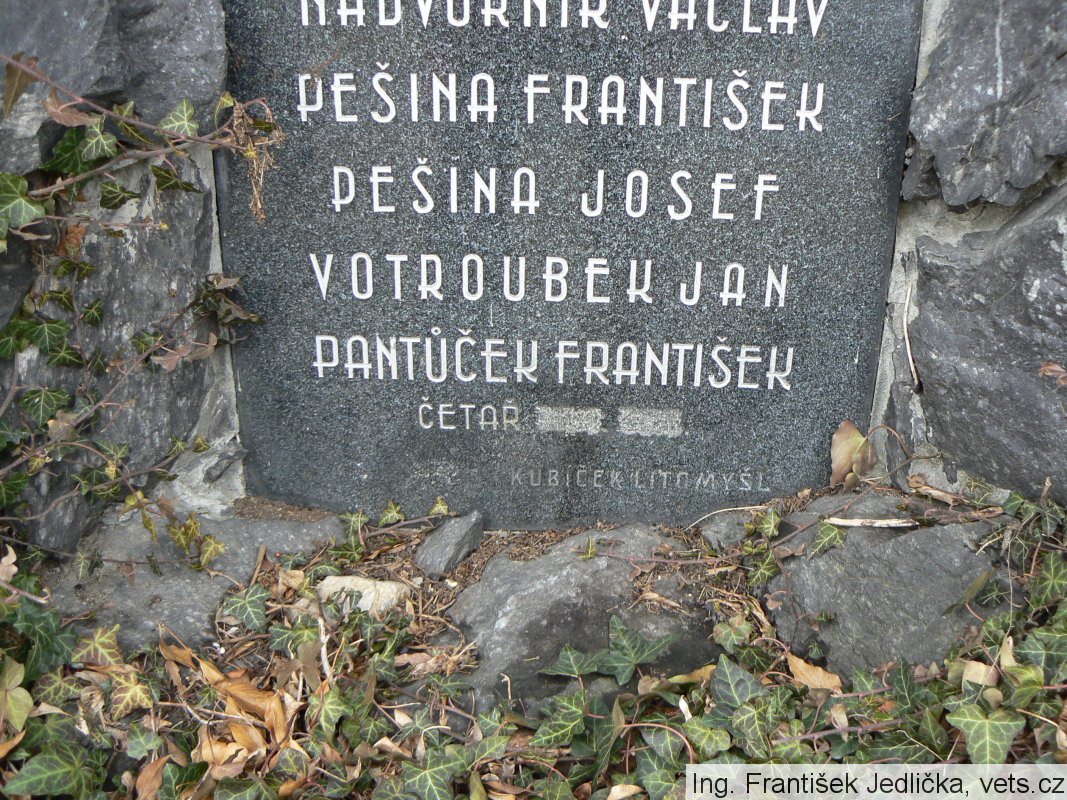 NÁDVORNÍK VÁCLAV
PEŠINA FRANTIŠEK
PEŠINA JOSEF
VOTROUBEK JAN
PANTŮČEK FRANTIŠEK
ČETAŘ
KUBÍČEK LITOMYŠL
Ing. František Jedlička, vets.cz